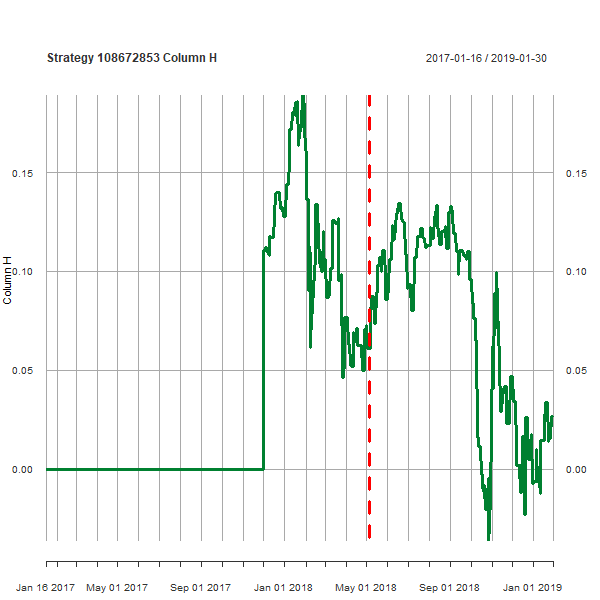 Strategy 108672853 Column H
2017-01-16 / 2019-01-30
0.15
0.15
0.10
0.10
Column H
0.05
0.05
0.00
0.00
Jan 16 2017
May 01 2017
Sep 01 2017
Jan 01 2018
May 01 2018
Sep 01 2018
Jan 01 2019